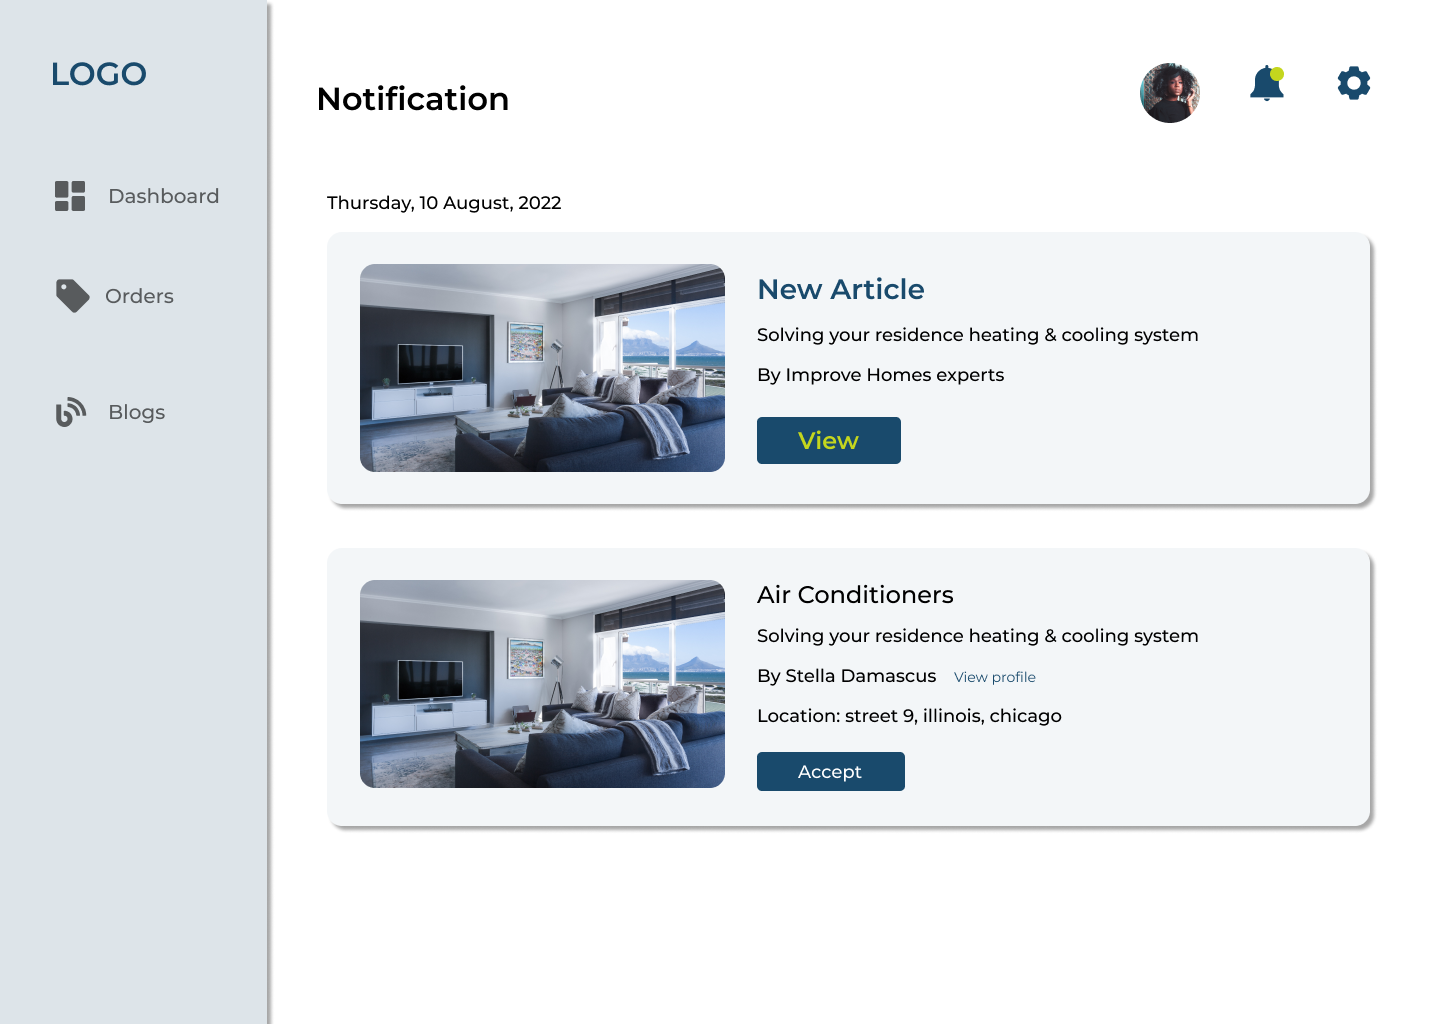 LOGO
Dashboard
Orders
Blogs
Notification
Thursday, 10 August, 2022
New Article
Solving your residence heating & cooling system
By Improve Homes experts
View
Air Conditioners
Solving your residence heating & cooling system
By Stella Damascus View profile
Location: street 9, illinois, chicago
Accept